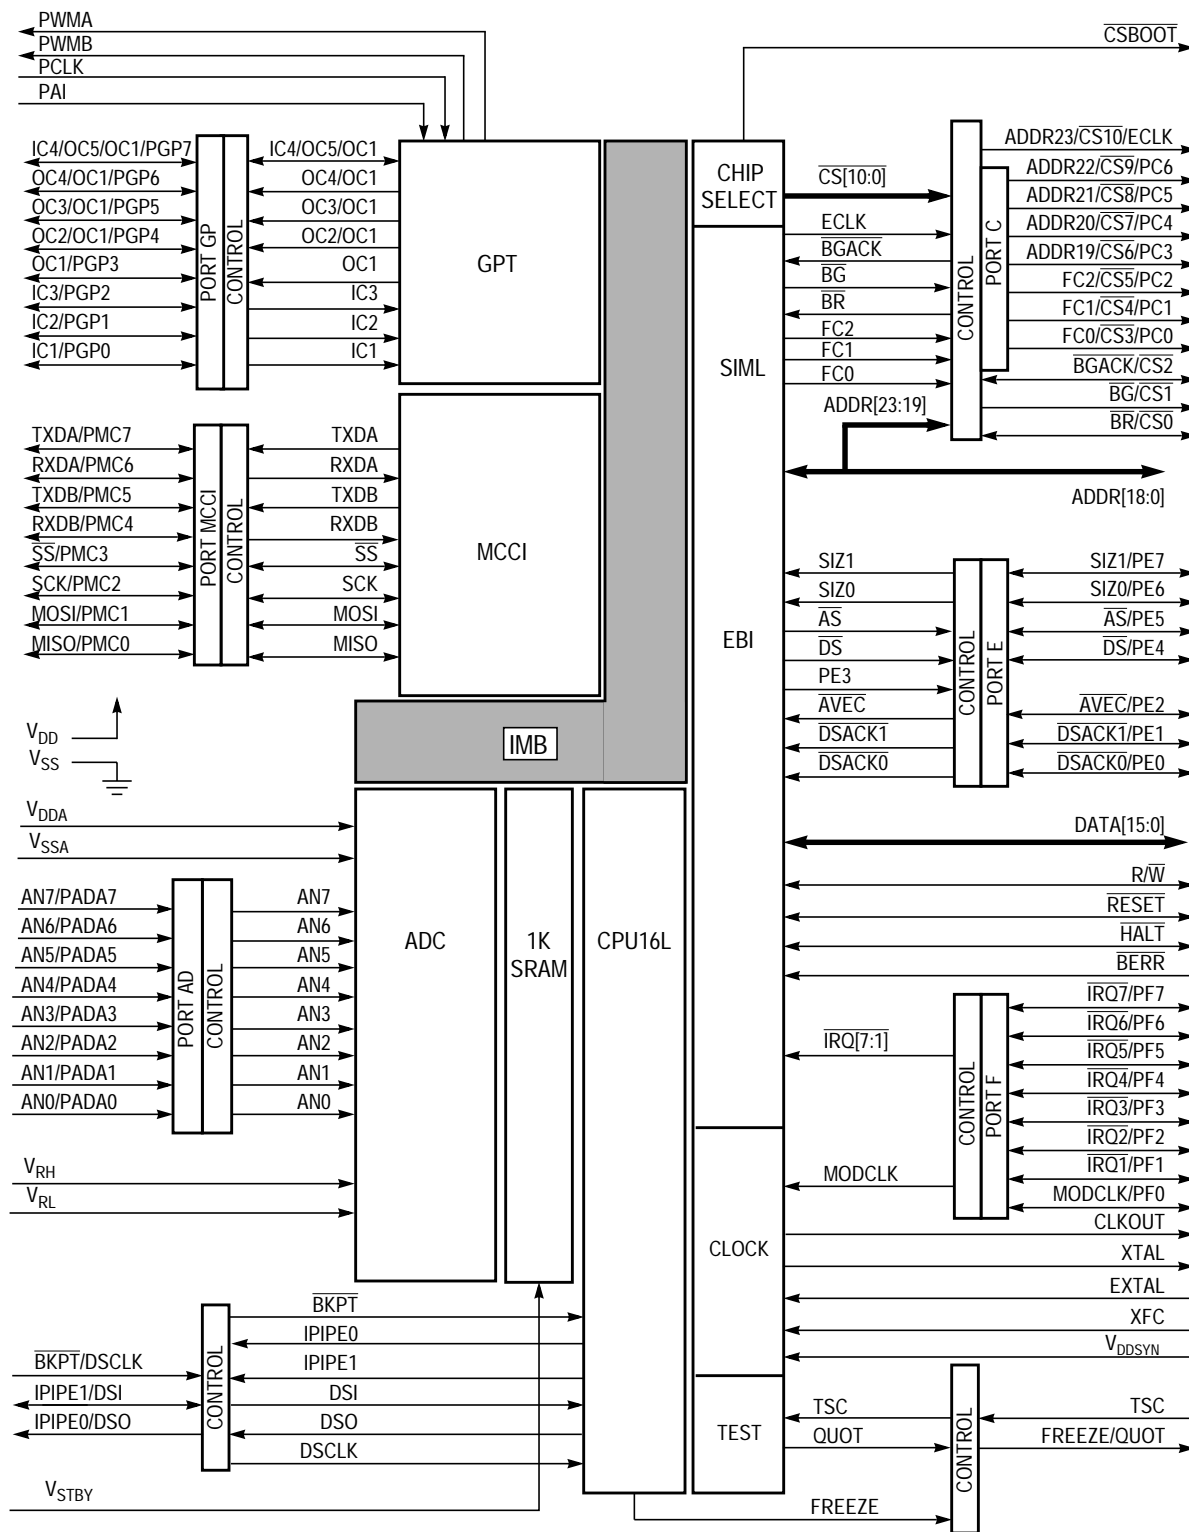 PWMA
PWMB
PCLK
PAI
CSBOOT
IC4/OC5/OC1/PGP7
OC4/OC1/PGP6
OC3/OC1/PGP5
OC2/OC1/PGP4
OC1/PGP3
IC3/PGP2
IC2/PGP1
IC1/PGP0
PORT GP
CONTROL
IC4/OC5/OC1
OC4/OC1
OC3/OC1
OC2/OC1
OC1
IC3
IC2
IC1
GPT
TXDA/PMC7
RXDA/PMC6
TXDB/PMC5
RXDB/PMC4
SS/PMC3
SCK/PMC2
MOSI/PMC1
MISO/PMC0
PORT MCCI
CONTROL
TXDA
RXDA
TXDB
RXDB
SS
SCK
MOSI
MISO
MCCI
VDD
VSS
IMB
VDDA
VSSA
AN7/PADA7
AN6/PADA6
AN5/PADA5
AN4/PADA4
AN3/PADA3
AN2/PADA2
AN1/PADA1
AN0/PADA0
PORT AD
CONTROL
AN7
AN6
AN5
AN4
AN3
AN2
AN1
AN0
VRH
VRL
ADC
1K
SRAM
CPU16L
BKPT/DSCLK
IPIPE1/DSI
IPIPE0/DSO
CONTROL
BKPT
IPIPE0
IPIPE1
DSI
DSO
DSCLK
VSTBY
FREEZE
CHIP
SELECT
SIML
EBI
CLOCK
TEST
CS[10:0]
ECLK
BGACK
BG
BR
FC2
FC1
FC0
ADDR[23:19]
CONTROL
PORT C
ADDR23/CS10/ECLK
ADDR22/CS9/PC6
ADDR21/CS8/PC5
ADDR20/CS7/PC4
ADDR19/CS6/PC3
FC2/CS5/PC2
FC1/CS4/PC1
FC0/CS3/PC0
BGACK/CS2
BG/CS1
BR/CS0
ADDR[18:0]
SIZ1
SIZ0
AS
DS
PE3
AVEC
DSACK1
DSACK0
CONTROL
PORT E
SIZ1/PE7
SIZ0/PE6
AS/PE5
DS/PE4
AVEC/PE2
DSACK1/PE1
DSACK0/PE0
DATA[15:0]
R/W
RESET
HALT
BERR
IRQ[7:1]
MODCLK
CONTROL
PORT F
IRQ7/PF7
IRQ6/PF6
IRQ5/PF5
IRQ4/PF4
IRQ3/PF3
IRQ2/PF2
IRQ1/PF1
MODCLK/PF0
CLKOUT
XTAL
EXTAL
XFC
VDDSYN
TSC
QUOT
CONTROL
TSC
FREEZE/QUOT